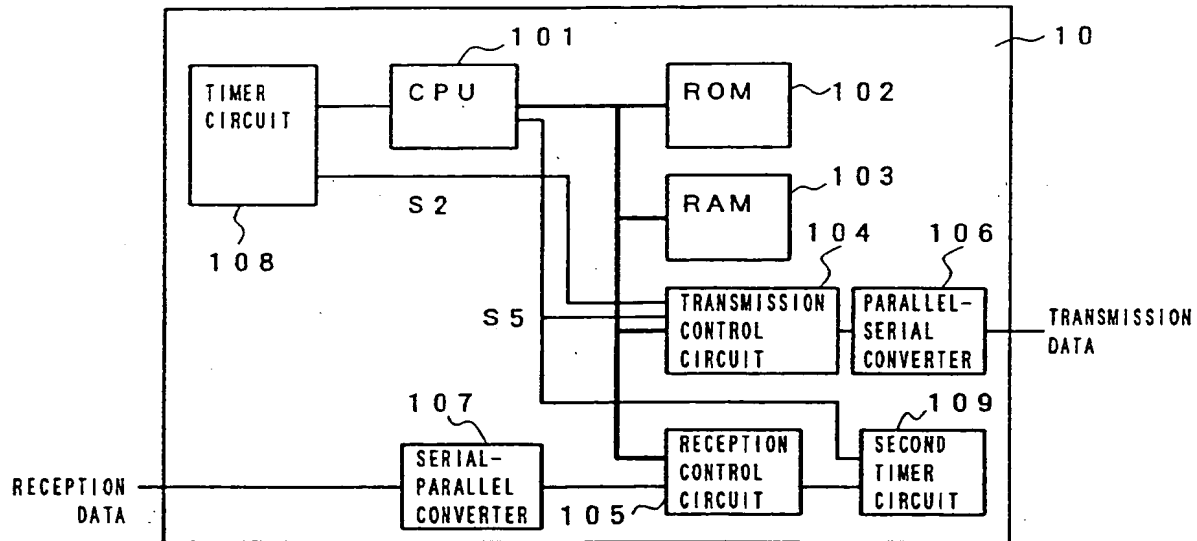 101
10
TIMER
CIRCUIT
CPU
ROM
102
S2
RAM
103
108
104
106
S5
TRANSMISSION
CONTROL
CIRCUIT
PARALLEL-
SERIAL
CONVERTER
TRANSMISSION
DATA
107
109
SERIAL-
PARALLEL
CONVERTER
RECEPTION
CONTROL
CIRCUIT
SECOND
TIMER
CIRCUIT
RECEPTION
DATA
105